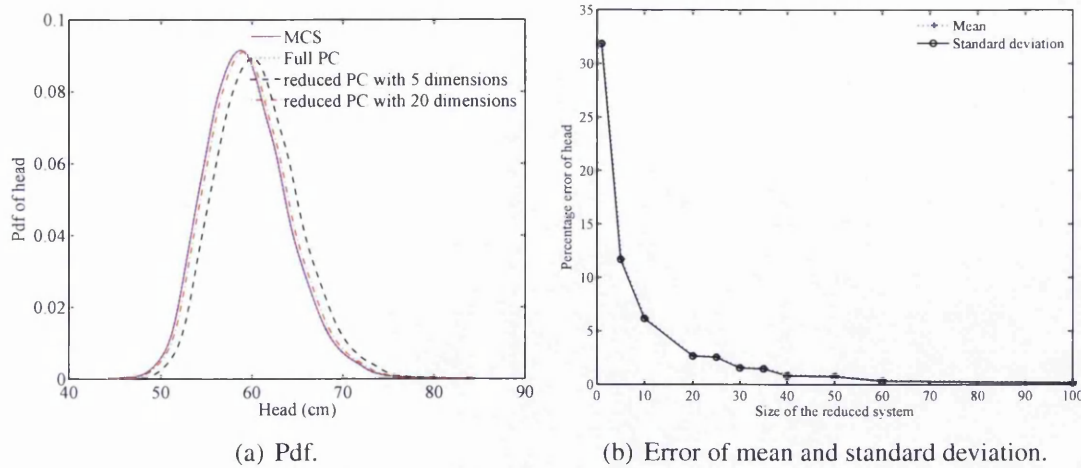 0.1
0.08
0.06
0.04
0.02
0
Pdf of head
MCS
Full PC
reduced PC with 5 dimensions
reduced PC with 20 dimensions
40 50 60 70 80 90
Head (cm)
(a) Pdf.
35
30
25
20
15
10
5
0
Percentage error of head
Mean
Standard deviation
0 10 20 30 40 50 60 70 80 90 100
Size of the reduced system
(b) Error of mean and standard deviation.